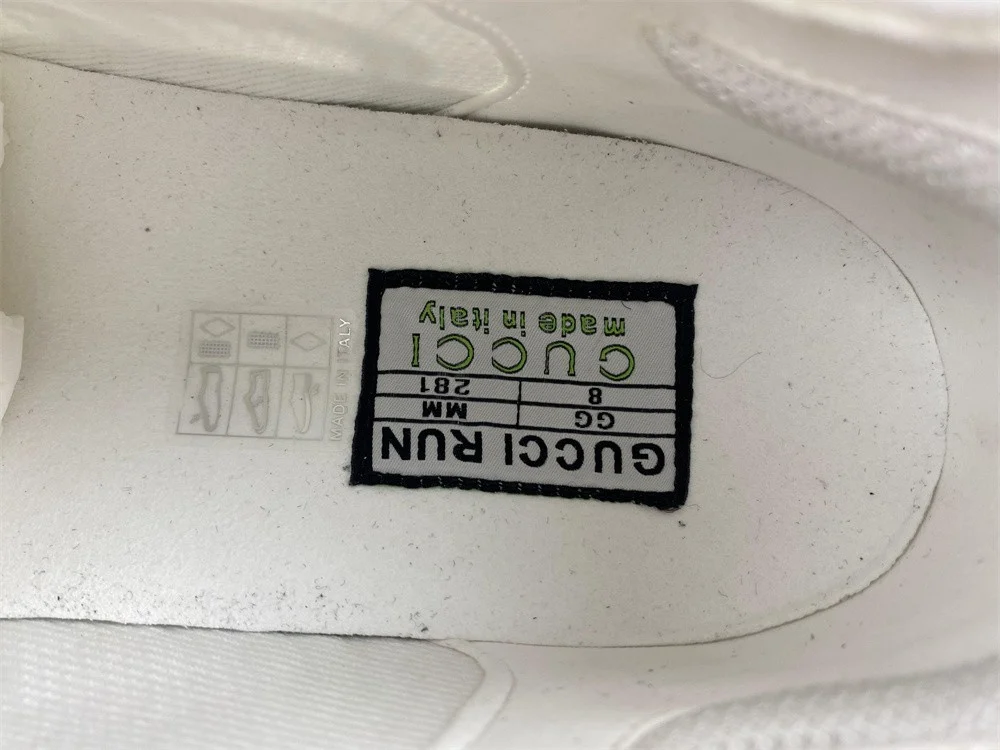 GUCCI RUN
GG MM
8 281
GUCCI
made in italy
MADE IN ITALY